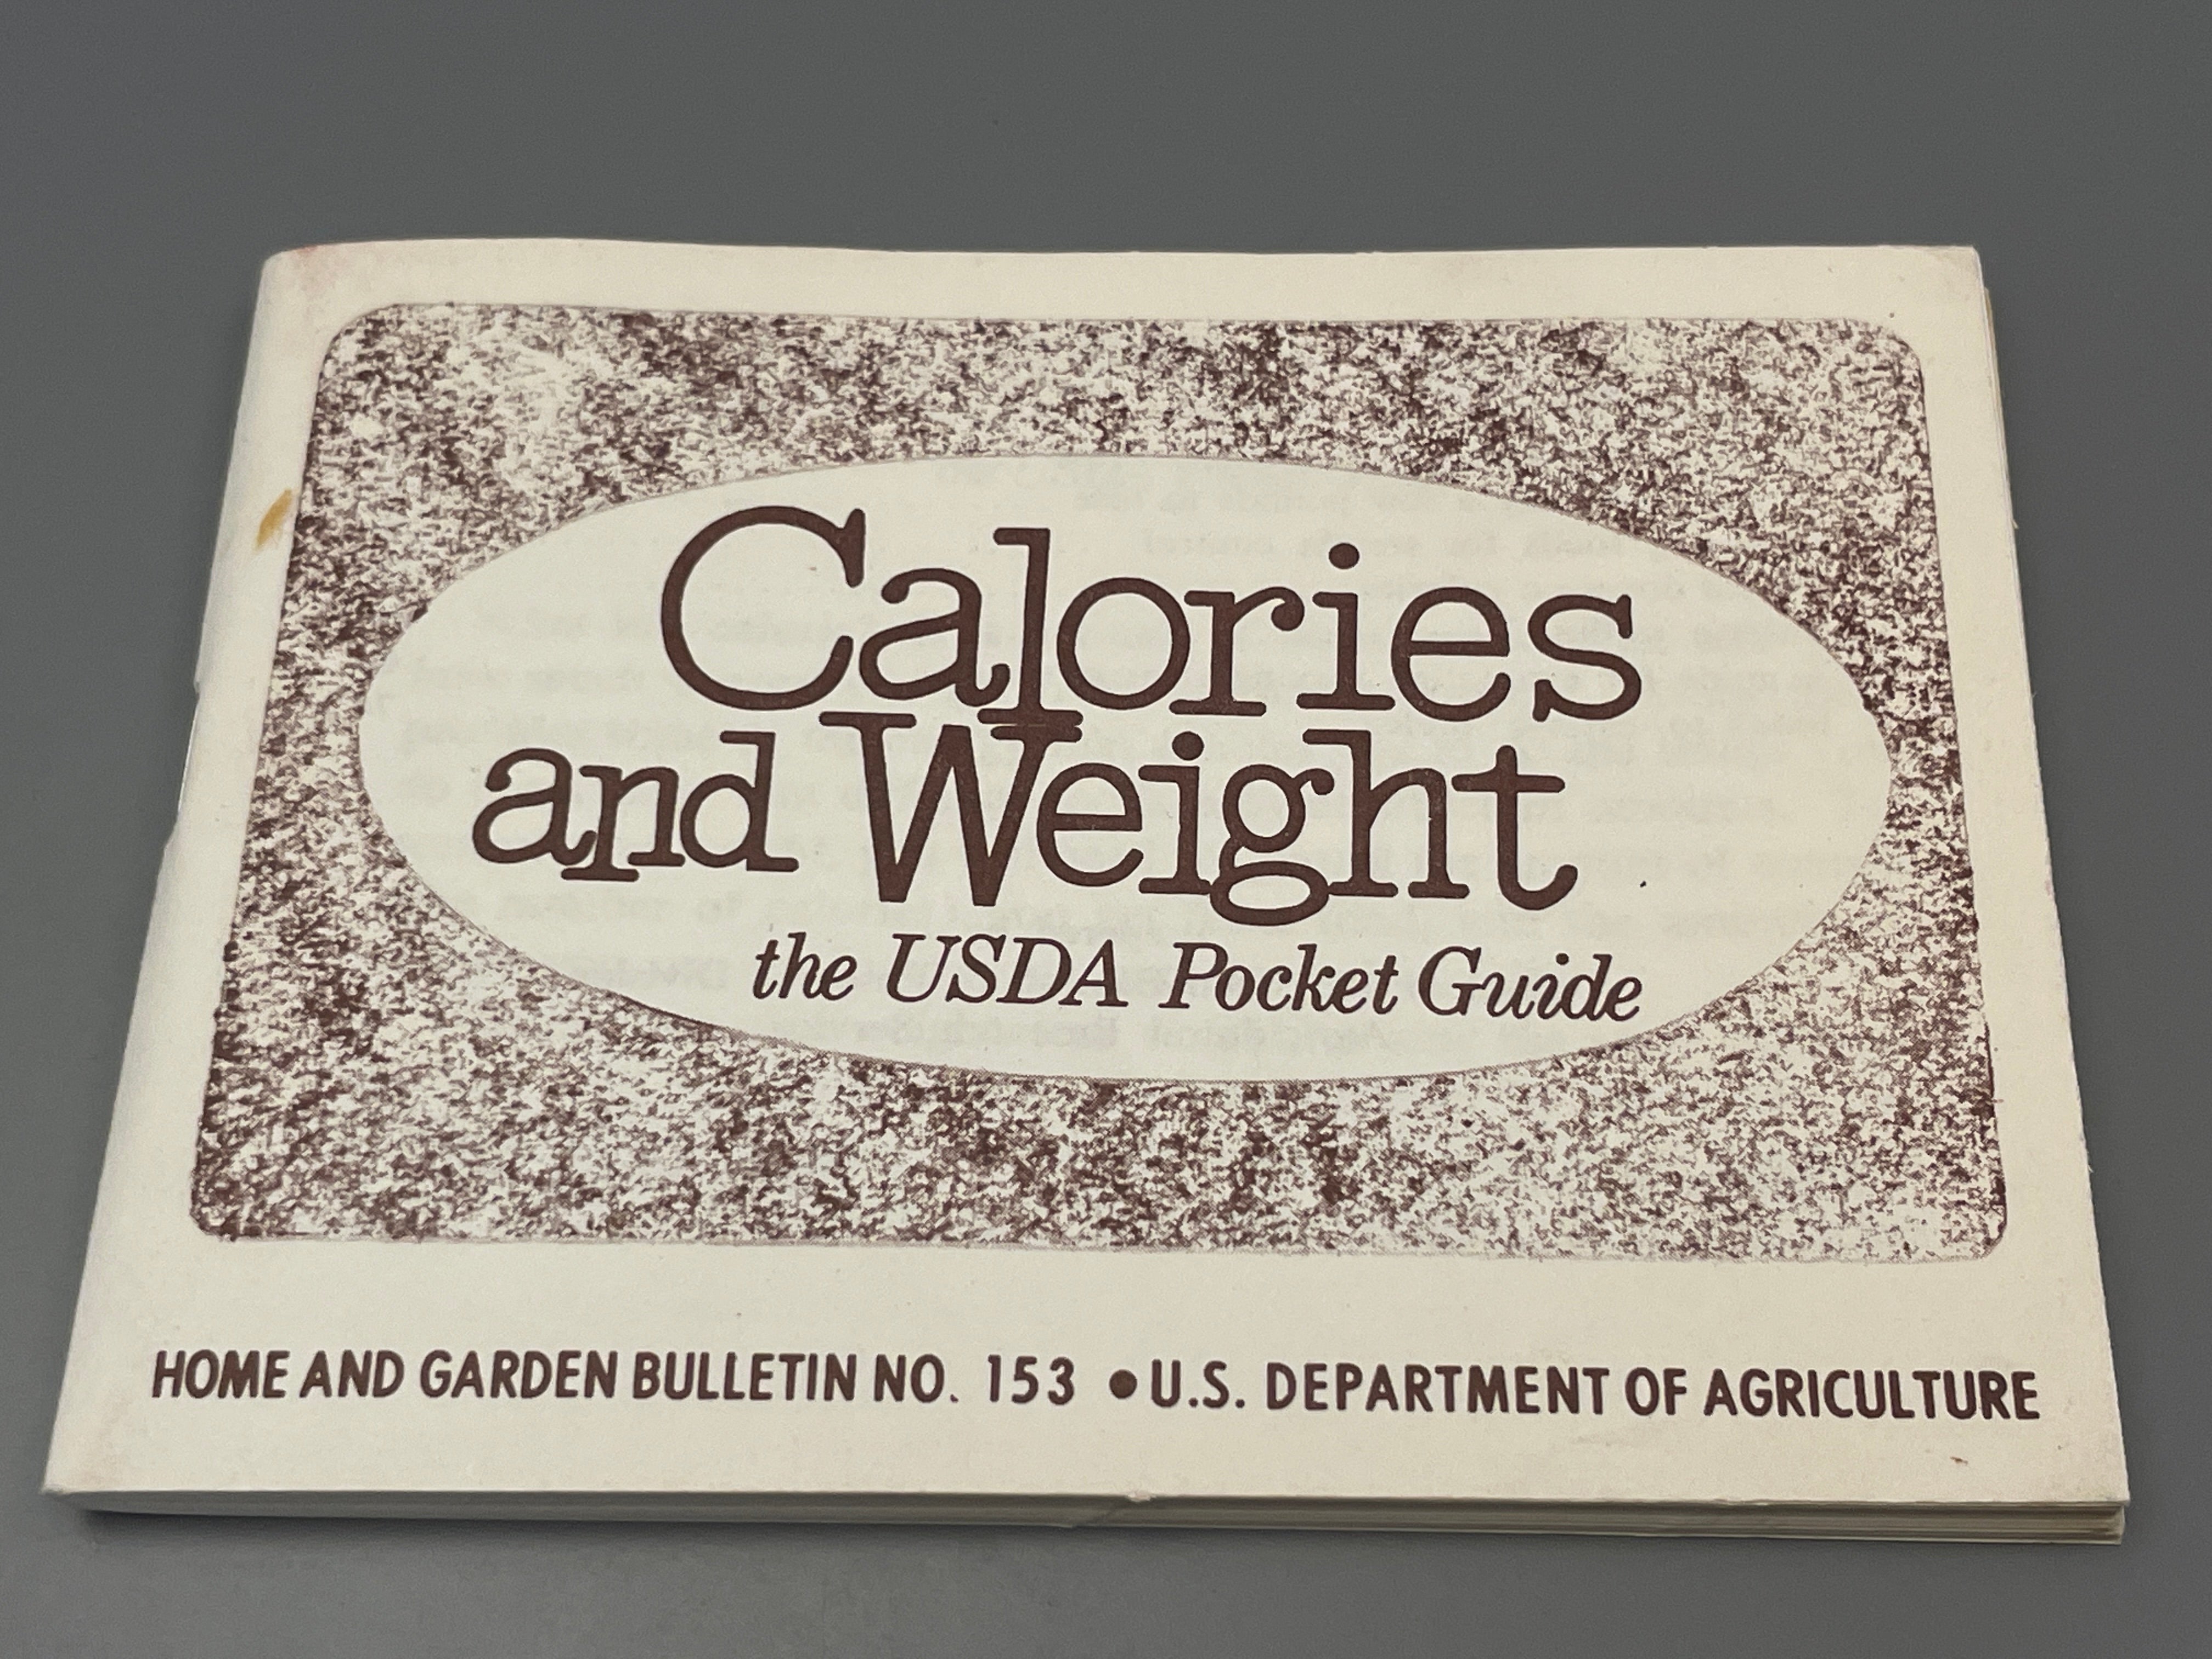 Calories
and Weight
the USDA Pocket Guide
HOME AND GARDEN BULLETIN NO. 153 ● U.S. DEPARTMENT OF AGRICULTURE